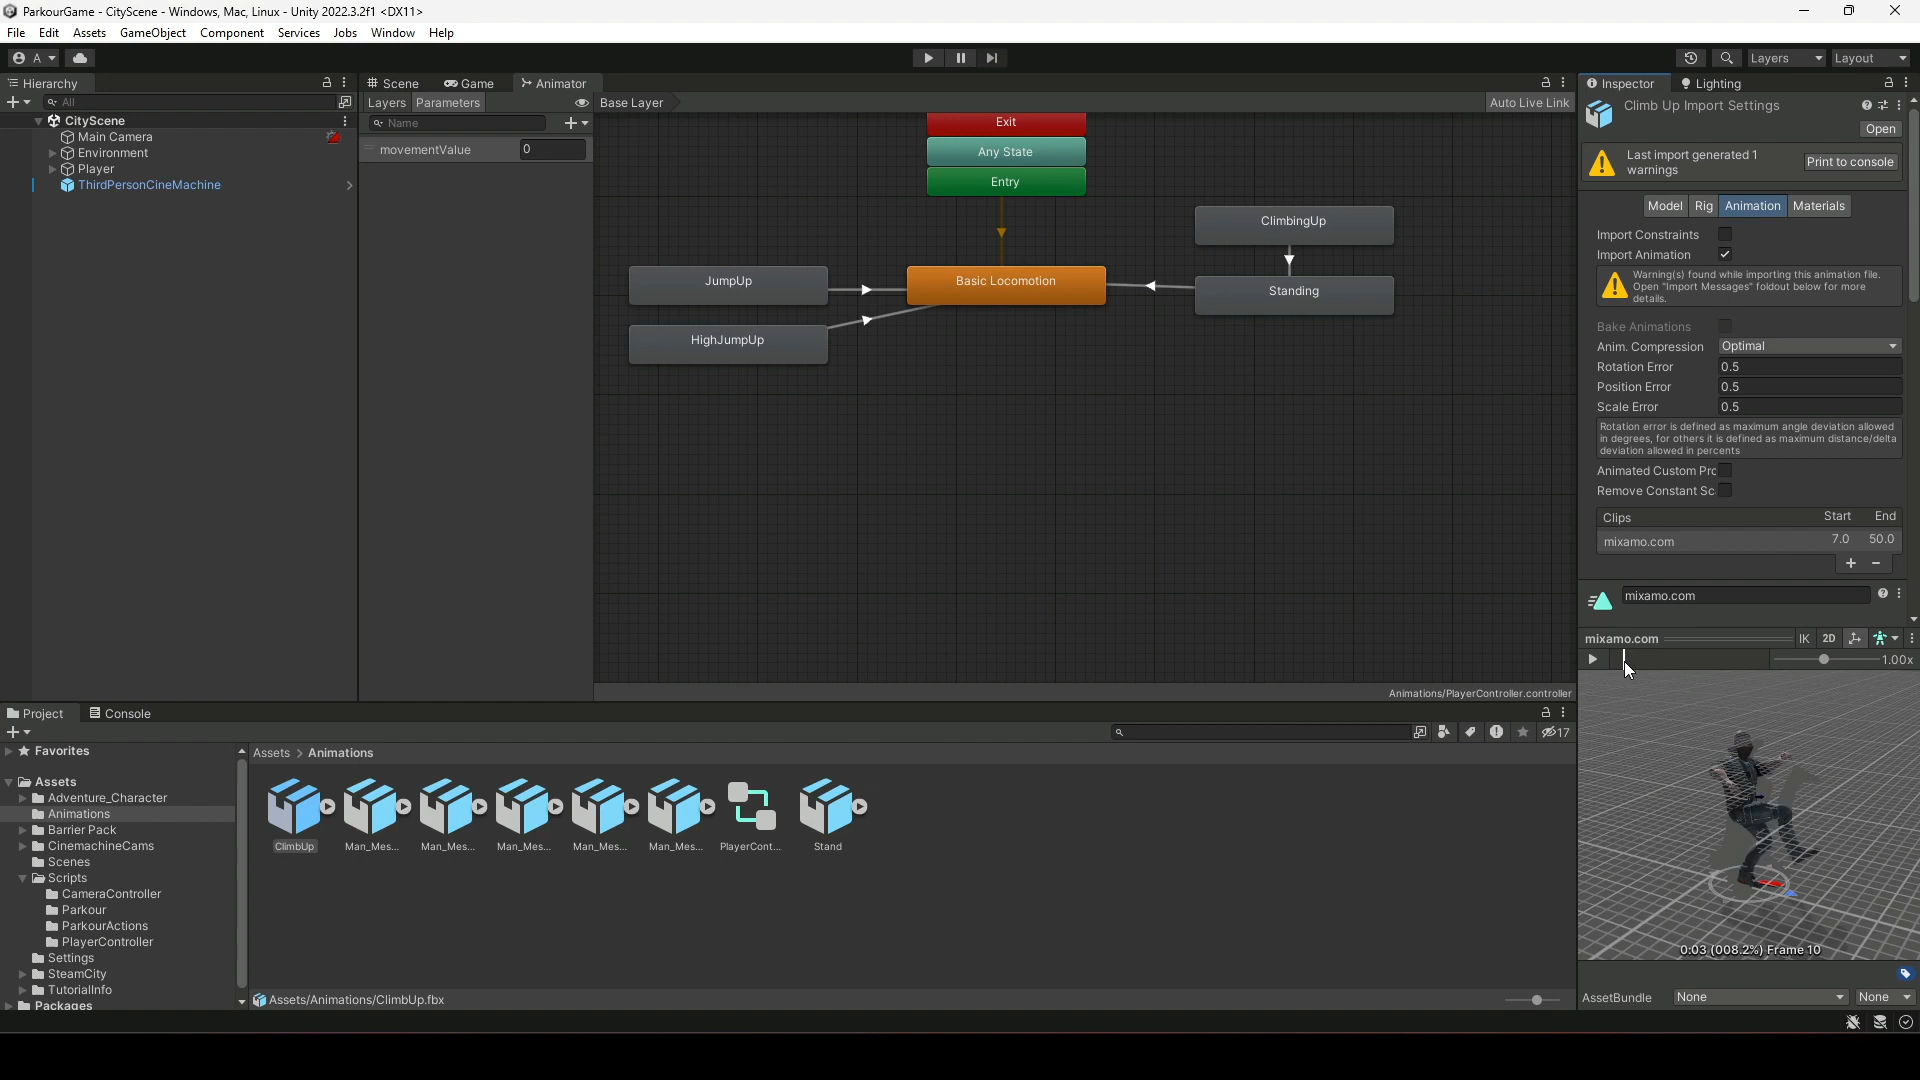 ParkourGame - CityScene - Windows, Mac, Linux - Unity 2022.3.2f1 <DX11>
File Edit Assets GameObject Component Services Jobs Window Help
A Layers Layout
Hierarchy
All
CityScene
Main Camera
Environment
Player
ThirdPersonCineMachine
Scene Game Animator
Layers Parameters
Name
movementValue 0
Base Layer Auto Live Link
Exit
Any State
Entry
ClimbingUp
JumpUp
Basic Locomotion
Standing
HighJumpUp
Animations/PlayerController.controller
Inspector Lighting
Climb Up Import Settings
Open
Last import generated 1
warnings
Print to console
Model Rig Animation Materials
Import Constraints
Import Animation
Warning(s) found while importing this animation file.
Open "Import Messages" foldout below for more
details.
Bake Animations
Anim. Compression Optimal
Rotation Error 0.5
Position Error 0.5
Scale Error 0.5
Rotation error is defined as maximum angle deviation allowed
in degrees, for others it is defined as maximum distance/delta
deviation allowed in percents
Animated Custom Prc
Remove Constant Sc
Clips Start End
mixamo.com 7.0 50.0
mixamo.com
mixamo.com IK 2D
1.00x
0:03 (008.2%) Frame 10
AssetBundle None None
Project Console
17
Favorites
Assets
Adventure_Character
Animations
Barrier Pack
CinemachineCams
Scenes
Scripts
CameraController
Parkour
ParkourActions
PlayerController
Settings
SteamCity
TutorialInfo
Packages
Assets > Animations
ClimbUp Man_Mes... Man_Mes... Man_Mes... Man_Mes... Man_Mes... PlayerCont... Stand
Assets/Animations/ClimbUp.fbx